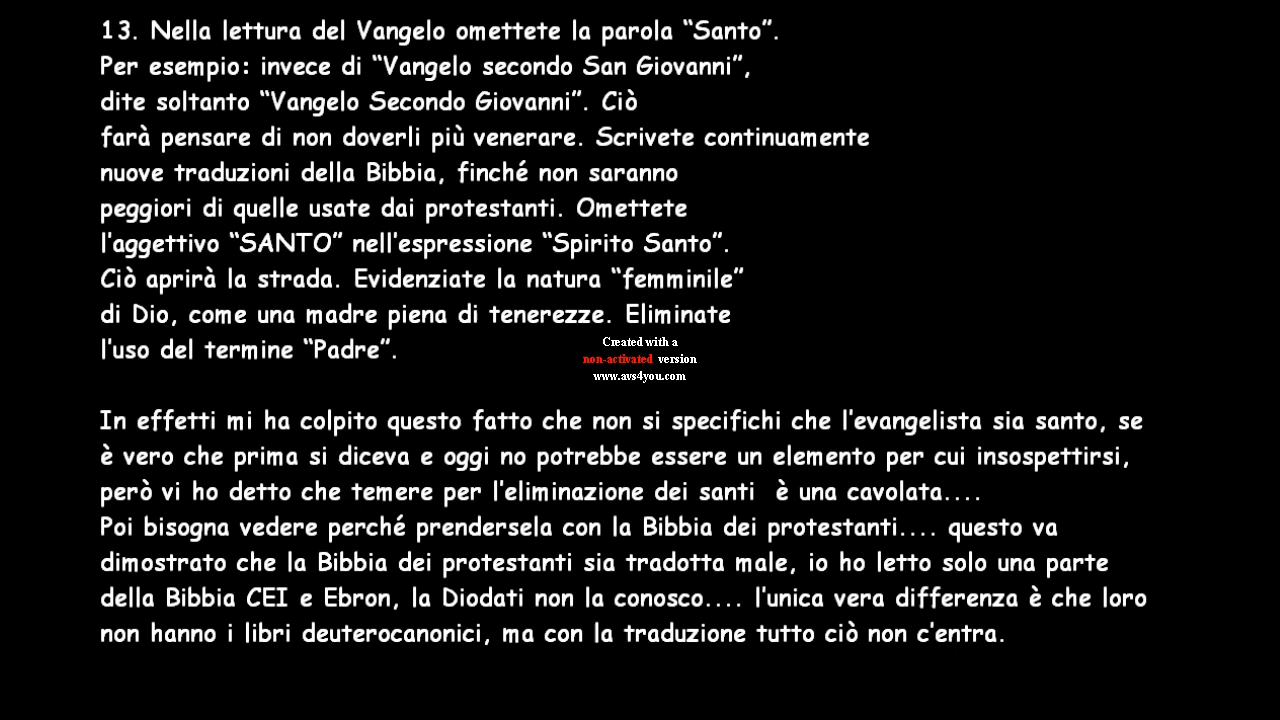 13. Nella lettura del Vangelo omettete la parola “Santo”.
Per esempio: invece di “Vangelo secondo San Giovanni”,
dite soltanto “Vangelo Secondo Giovanni”. Ciò
farà pensare di non doverli più venerare. Scrivete continuamente
nuove traduzioni della Bibbia, finché non saranno
peggiori di quelle usate dai protestanti. Omettete
l’aggettivo “SANTO” nell’espressione “Spirito Santo”.
Ciò aprirà la strada. Evidenziate la natura “femminile”
di Dio, come una madre piena di tenerezze. Eliminate
l’uso del termine “Padre”.
Created with a
non-activated version
www.avs4you.com
In effetti mi ha colpito questo fatto che non si specifichi che l’evangelista sia santo, se
è vero che prima si diceva e oggi no potrebbe essere un elemento per cui insospettirsi,
però vi ho detto che temere per l’eliminazione dei santi è una cavolata....
Poi bisogna vedere perché prendersela con la Bibbia dei protestanti.... questo va
dimostrato che la Bibbia dei protestanti sia tradotta male, io ho letto solo una parte
della Bibbia CEI e Ebron, la Diodati non la conosco.... l’unica vera differenza è che loro
non hanno i libri deuterocanonici, ma con la traduzione tutto ciò non c’entra.